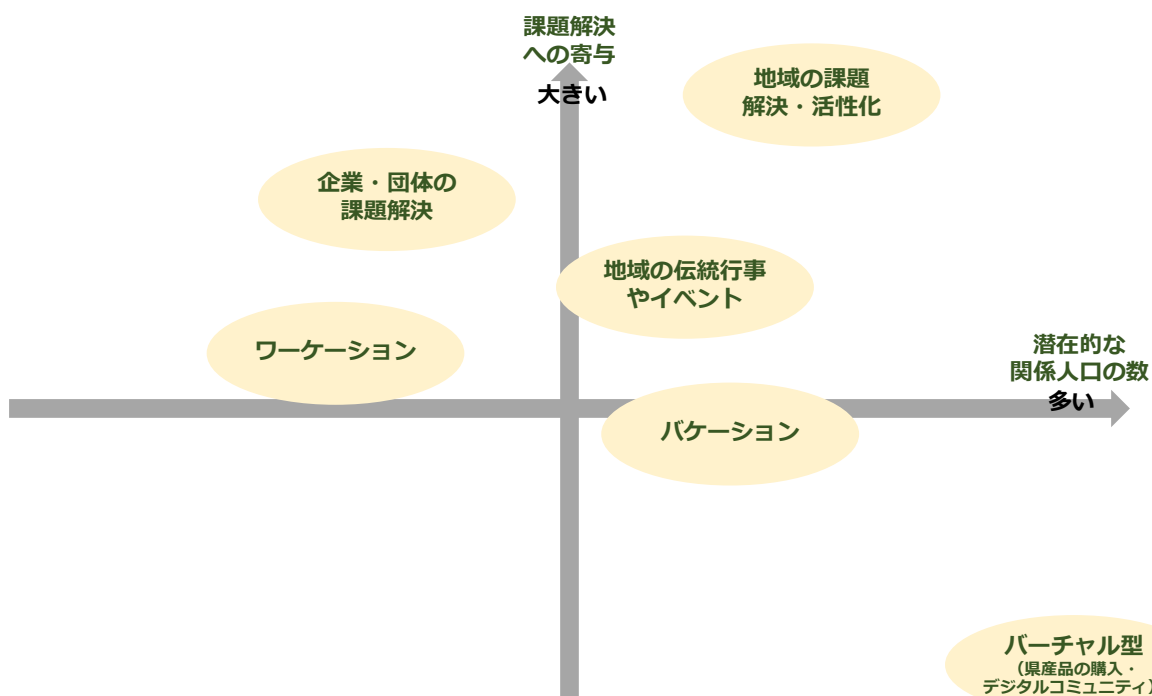 課題解決
への寄与
大きい
地域の課題
解決・活性化
企業・団体の
課題解決
地域の伝統行事
やイベント
ワーケーション
潜在的な
関係人口の数
多い
バケーション
バーチャル型
（県産品の購入・
デジタルコミュニティ）